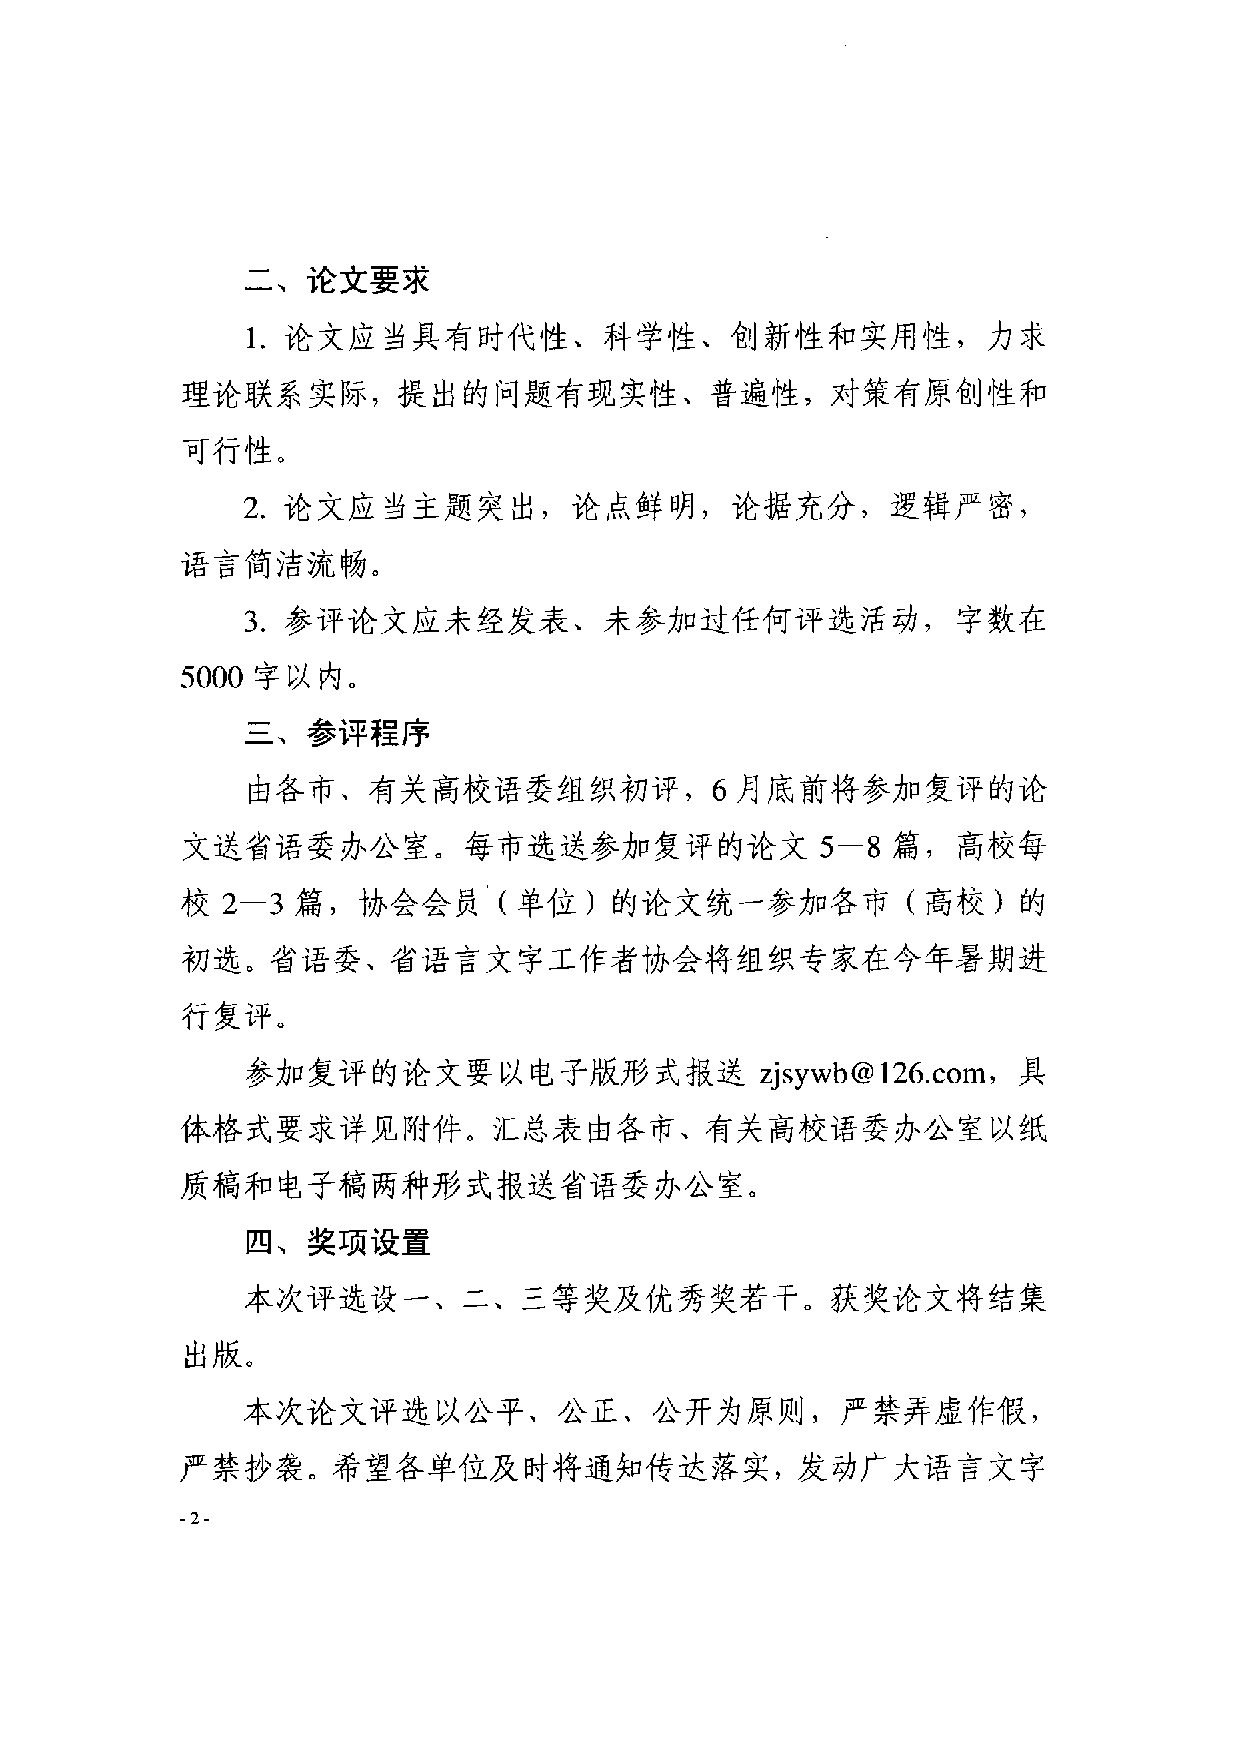 二、论文要求
1. 论文应当具有时代性、科学性、创新性和实用性，力求
理论联系实际，提出的问题有现实性、普遍性，对策有原创性和
可行性。
2. 论文应当主题突出，论点鲜明，论据充分，逻辑严密，
语言简洁流畅。
3. 参评论文应未经发表、未参加过任何评选活动，字数在
5000 字以内。
三、参评程序
由各市、有关高校语委组织初评，6 月底前将参加复评的论
文送省语委办公室。每市选送参加复评的论文 5—8 篇，高校每
校 2—3 篇，协会会员（单位）的论文统一参加各市（高校）的
初选。省语委、省语言文字工作者协会将组织专家在今年暑期进
行复评。
参加复评的论文要以电子版形式报送 zjsywb@126.com，具
体格式要求详见附件。汇总表由各市、有关高校语委办公室以纸
质稿和电子稿两种形式报送省语委办公室。
四、奖项设置
本次评选设一、二、三等奖及优秀奖若干。获奖论文将结集
出版。
本次论文评选以公平、公正、公开为原则，严禁弄虚作假，
严禁抄袭。希望各单位及时将通知传达落实，发动广大语言文字
- 2 -